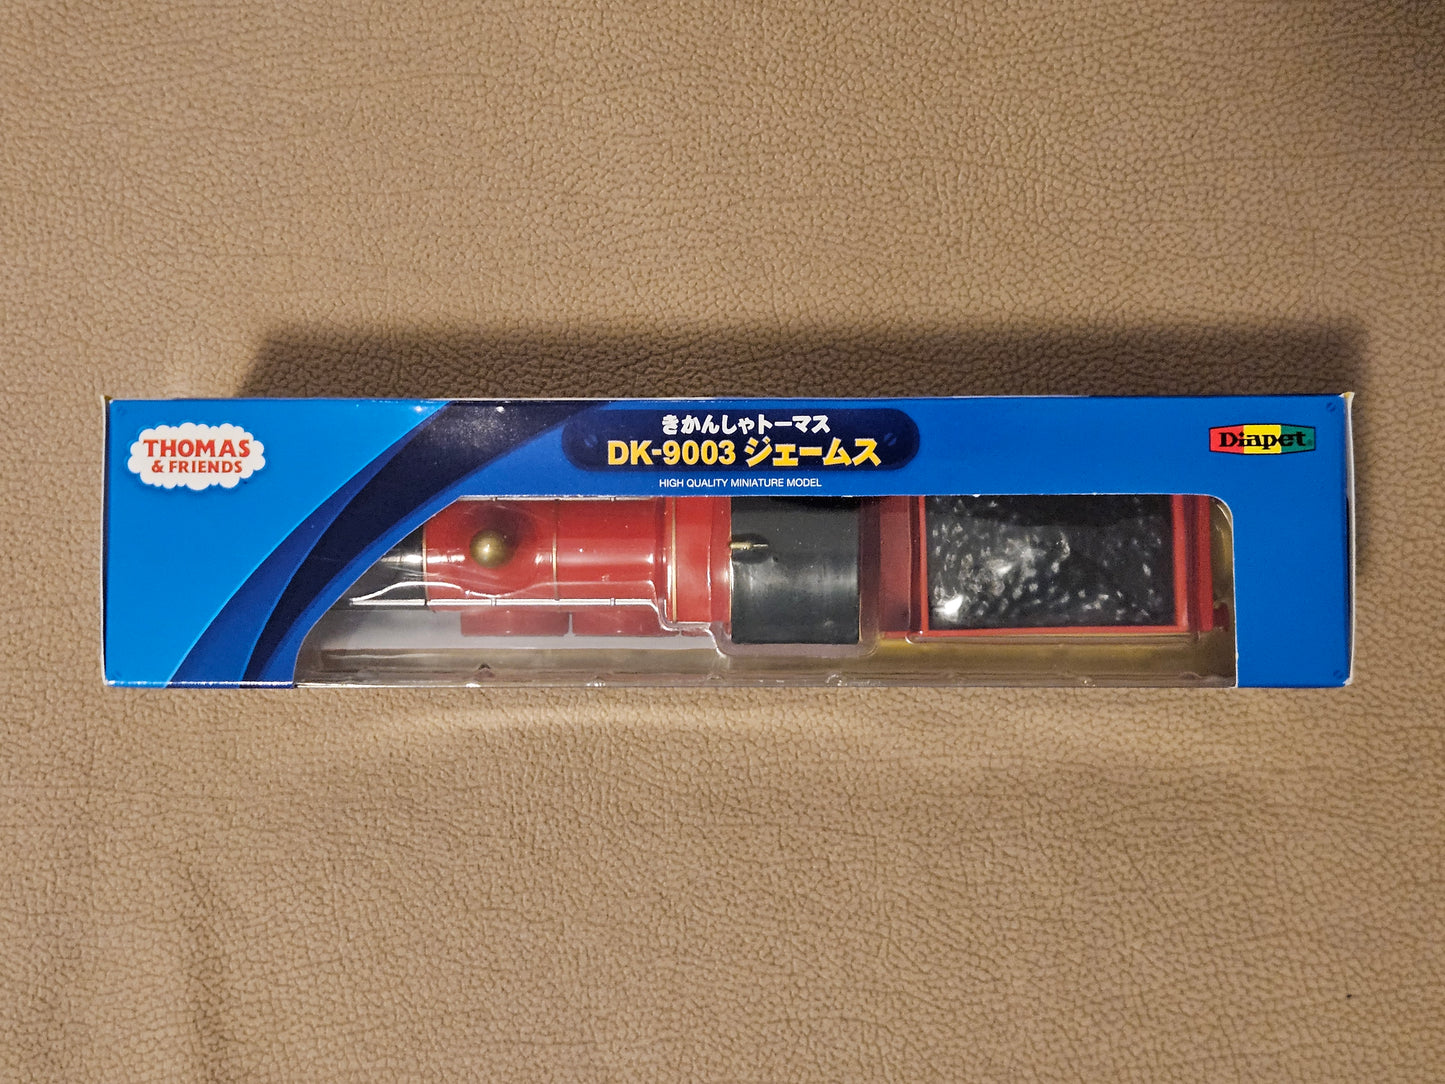 THOMAS
& FRIENDS
きかんしゃトーマス
DK-9003 ジェームス
HIGH QUALITY MINIATURE MODEL
Diapet